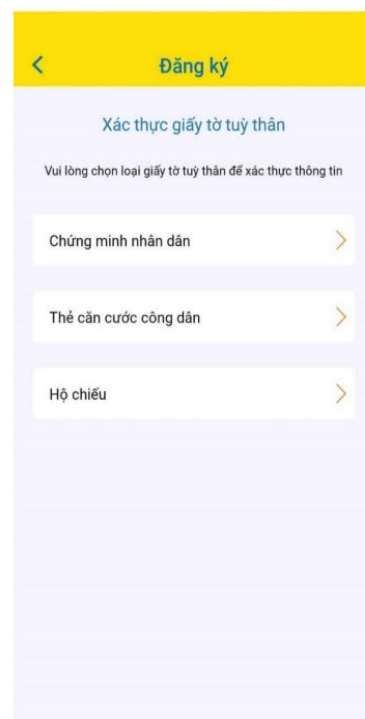 Đăng ký
Xác thực giấy tờ tuỳ thân
Vui lòng chọn loại giấy tờ tuỳ thân để xác thực thông tin
Chứng minh nhân dân
Thẻ căn cước công dân
Hộ chiếu